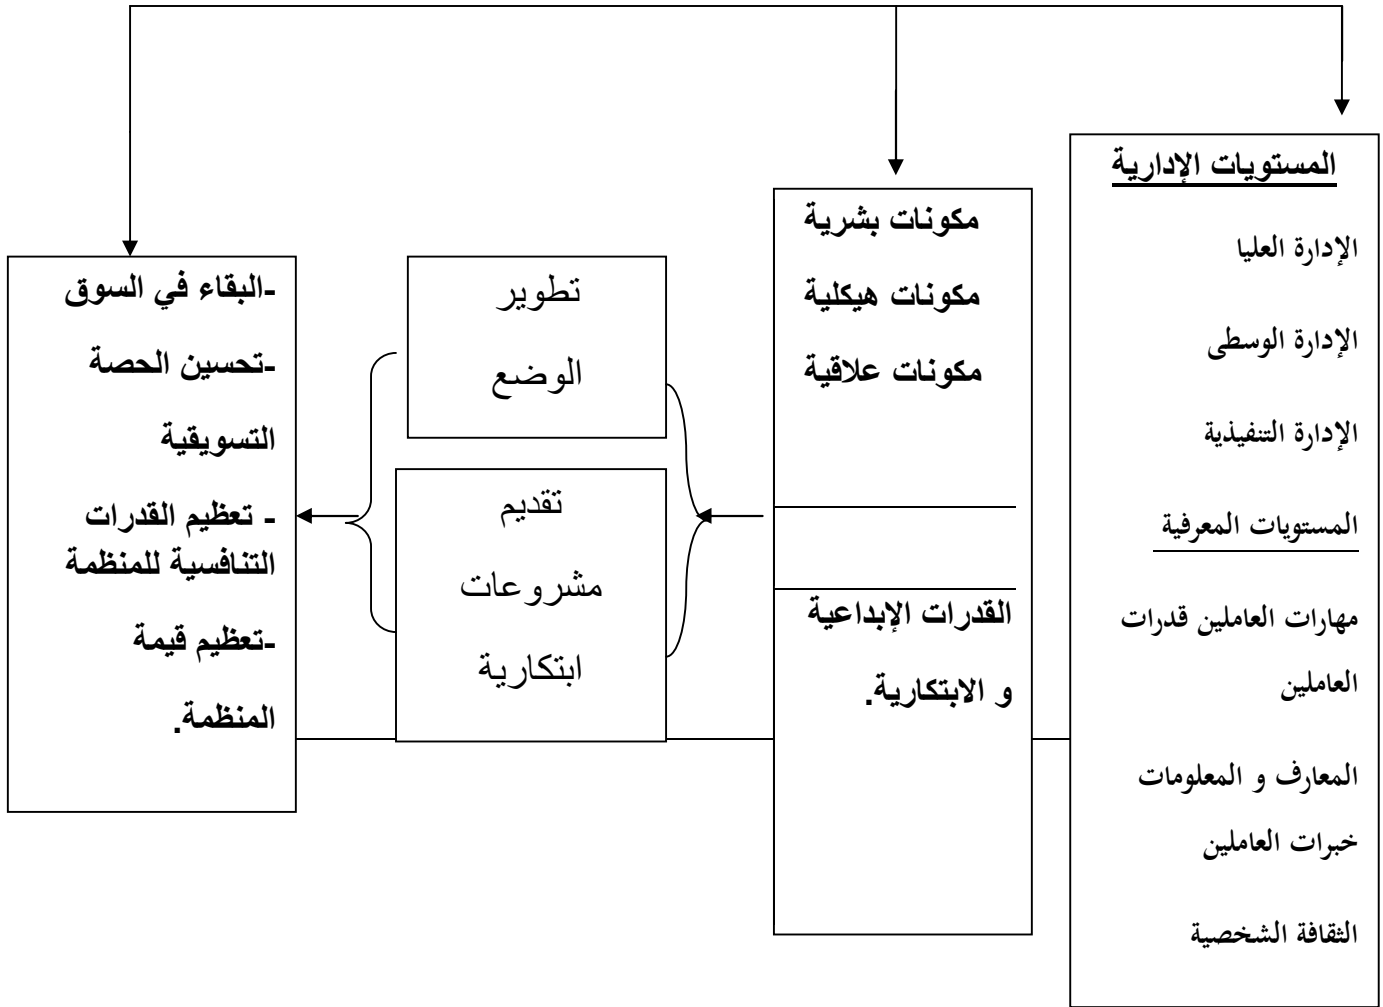 المستويات الإدارية
الإدارة العليا
الإدارة الوسطى
الإدارة التنفيذية
المستويات المعرفية
مهارات العاملين قدرات
العاملين
المعارف و المعلومات
خبرات العاملين
الثقافة الشخصية
مكونات بشرية
مكونات هيكلية
مكونات علاقية
القدرات الإبداعية
و الابتكارية.
تطوير
الوضع
تقديم
مشروعات
ابتكارية
-البقاء في السوق
-تحسين الحصة
التسويقية
- تعظيم القدرات
التنافسية للمنظمة
-تعظيم قيمة
المنظمة.